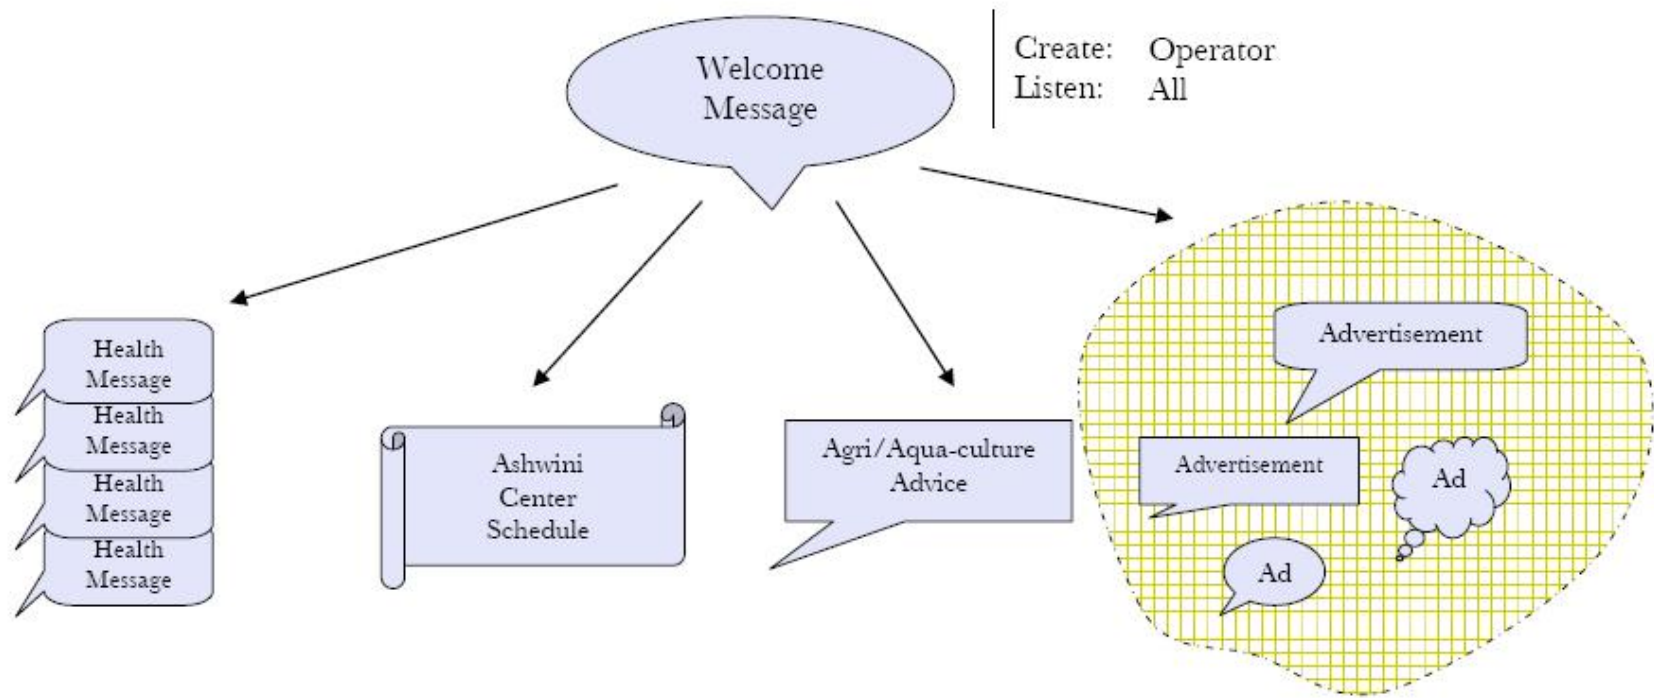 Welcome
Message
Create: Operator
Listen: All
Health
Message
Health
Message
Health
Message
Health
Message
Ashwini
Center
Schedule
Agri/Aqua-culture
Advice
Advertisement
Advertisement
Ad
Ad